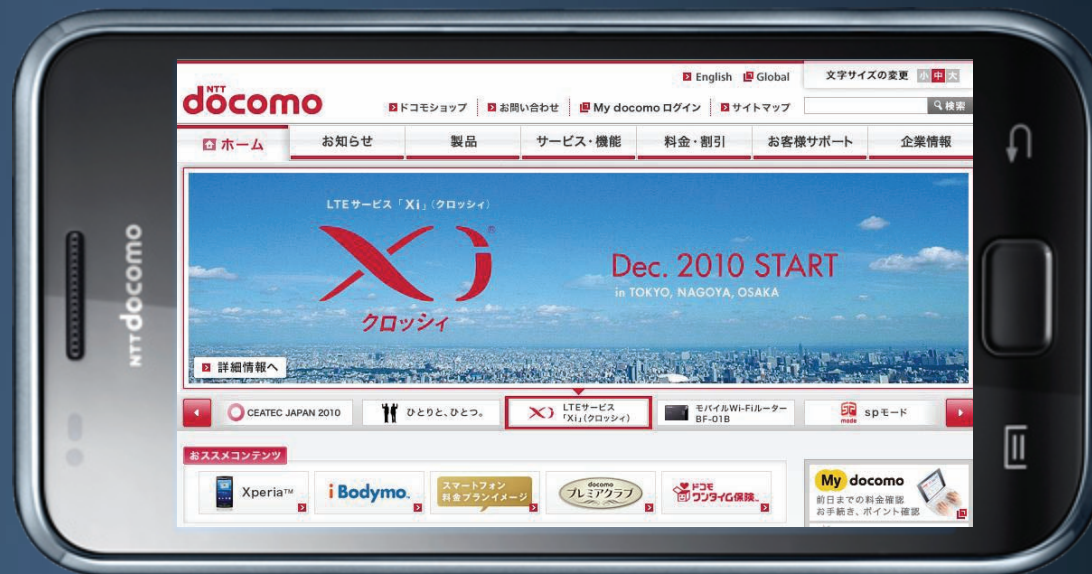 NTT docomo
NTT
docomo
English
Global
文字サイズの変更 小 中 大
ドコモショップ
お問い合わせ
My docomo ログイン
サイトマップ
検索
ホーム
お知らせ
製品
サービス・機能
料金・割引
お客様サポート
企業情報
LTEサービス「Xi」(クロッシィ)
Xi
クロッシィ
Dec. 2010 START
in TOKYO, NAGOYA, OSAKA
詳細情報へ
CEATEC JAPAN 2010
ひとりと、ひとつ。
LTEサービス
「Xi」(クロッシィ)
モバイルWi-Fiルーター
BF-01B
spモード
おススメコンテンツ
Xperia™
i Bodymo
スマートフォン
料金プランイメージ
docomo
プレミアクラブ
ドコモ
ワンタイム保険
My docomo
前日までの料金確認
お手続き、ポイント確認